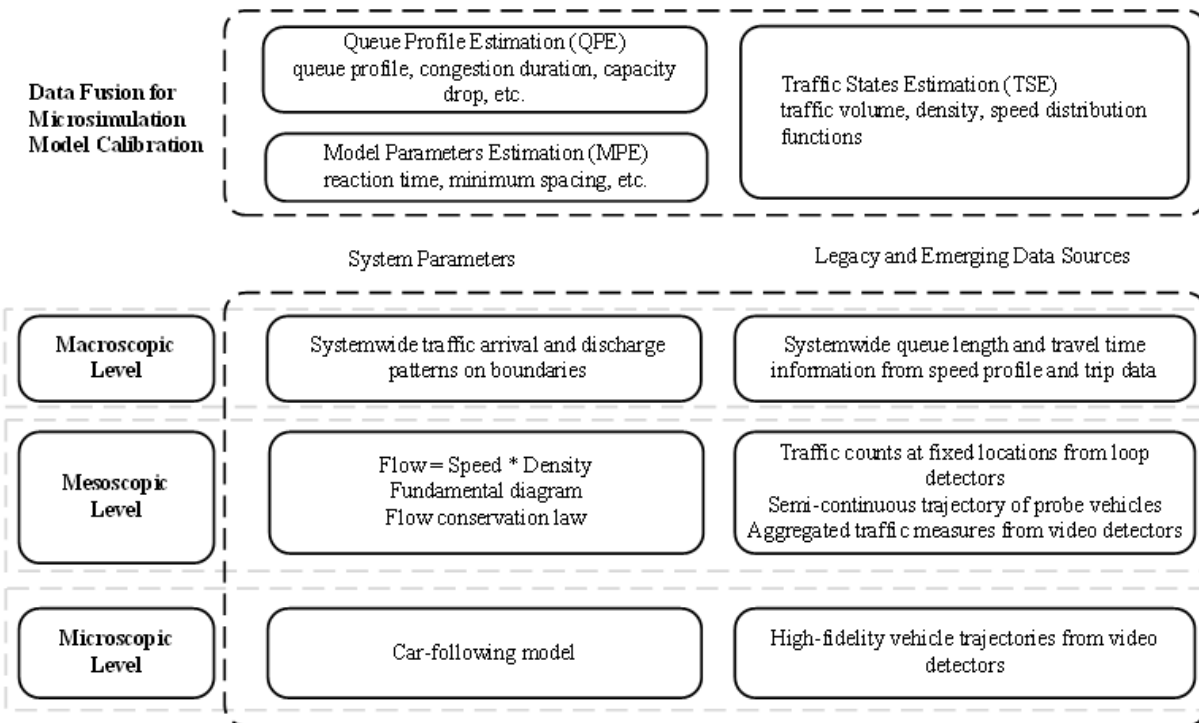 Data Fusion for
Microsimulation
Model Calibration
Queue Profile Estimation (QPE)
queue profile, congestion duration, capacity
drop, etc.
Model Parameters Estimation (MPE)
reaction time, minimum spacing, etc.
Traffic States Estimation (TSE)
traffic volume, density, speed distribution
functions
System Parameters
Legacy and Emerging Data Sources
Macroscopic
Level
Systemwide traffic arrival and discharge
patterns on boundaries
Systemwide queue length and travel time
information from speed profile and trip data
Mesoscopic
Level
Flow = Speed * Density
Fundamental diagram
Flow conservation law
Traffic counts at fixed locations from loop
detectors
Semi-continuous trajectory of probe vehicles
Aggregated traffic measures from video detectors
Microscopic
Level
Car-following model
High-fidelity vehicle trajectories from video
detectors